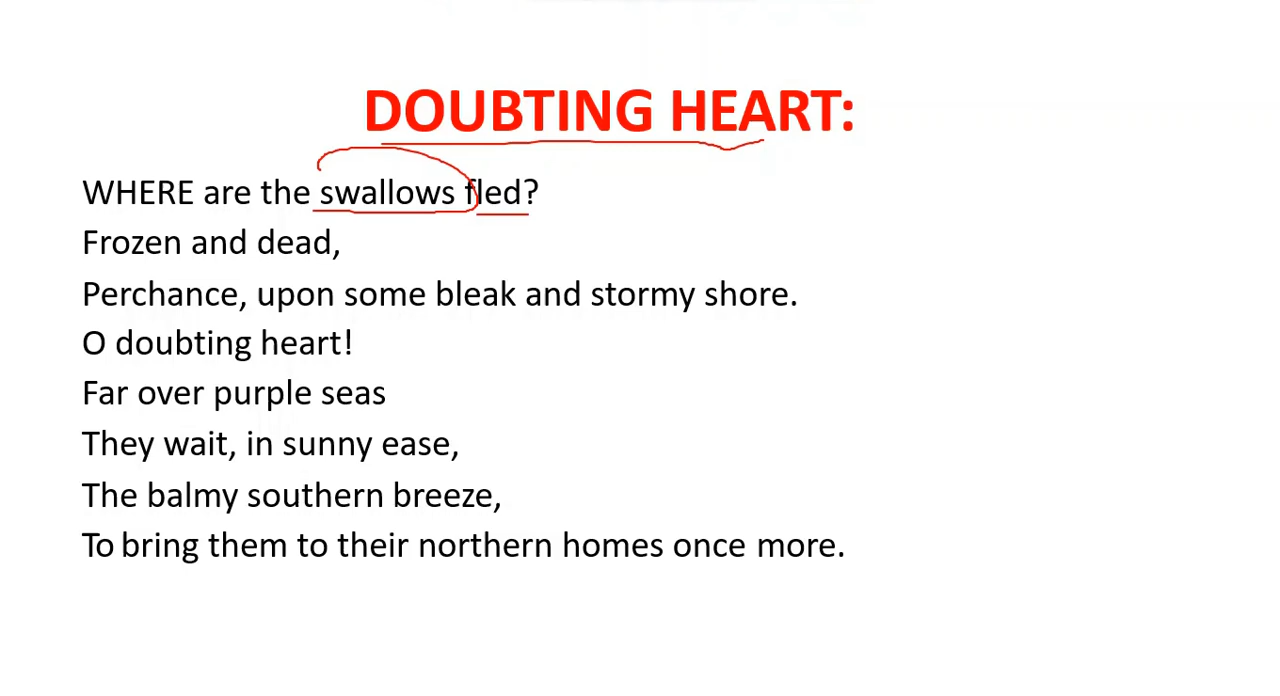 DOUBTING HEART:
WHERE are the swallows fled?
Frozen and dead,
Perchance, upon some bleak and stormy shore.
O doubting heart!
Far over purple seas
They wait, in sunny ease,
The balmy southern breeze,
To bring them to their northern homes once more.